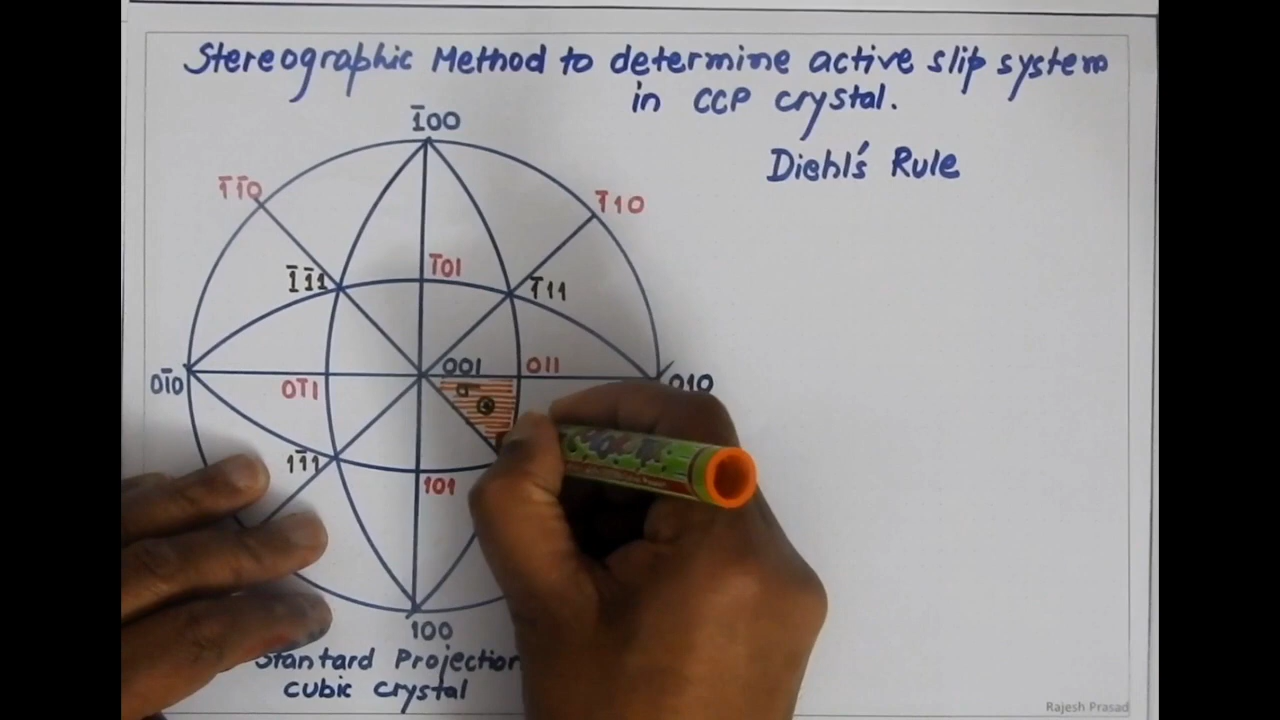 Stereographic Method to determine active slip system
in CCP crystal.
Diehl's Rule
1̄00
1̄1̄0
1̄10
1̄01
1̄1̄1
1̄11
001
011
01̄0
010
01̄1
σ
11̄1
101
100
Stantard Projection
cubic crystal
Rajesh Prasad